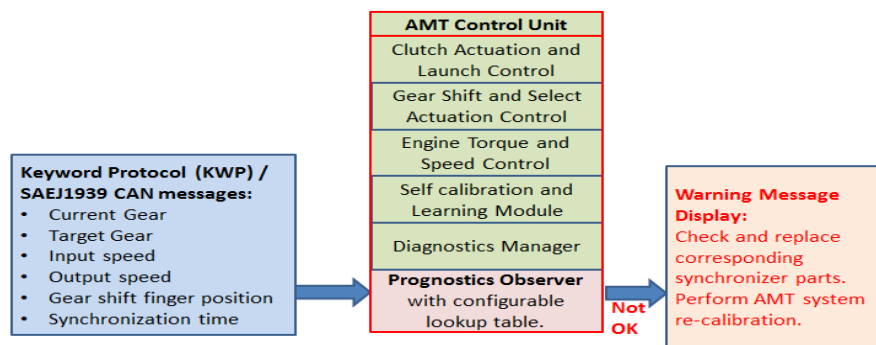 Keyword Protocol (KWP) /
SAEJ1939 CAN messages:
• Current Gear
• Target Gear
• Input speed
• Output speed
• Gear shift finger position
• Synchronization time
AMT Control Unit
Clutch Actuation and
Launch Control
Gear Shift and Select
Actuation Control
Engine Torque and
Speed Control
Self calibration and
Learning Module
Diagnostics Manager
Prognostics Observer
with configurable
lookup table.
Not
OK
Warning Message
Display:
Check and replace
corresponding
synchronizer parts.
Perform AMT system
re-calibration.